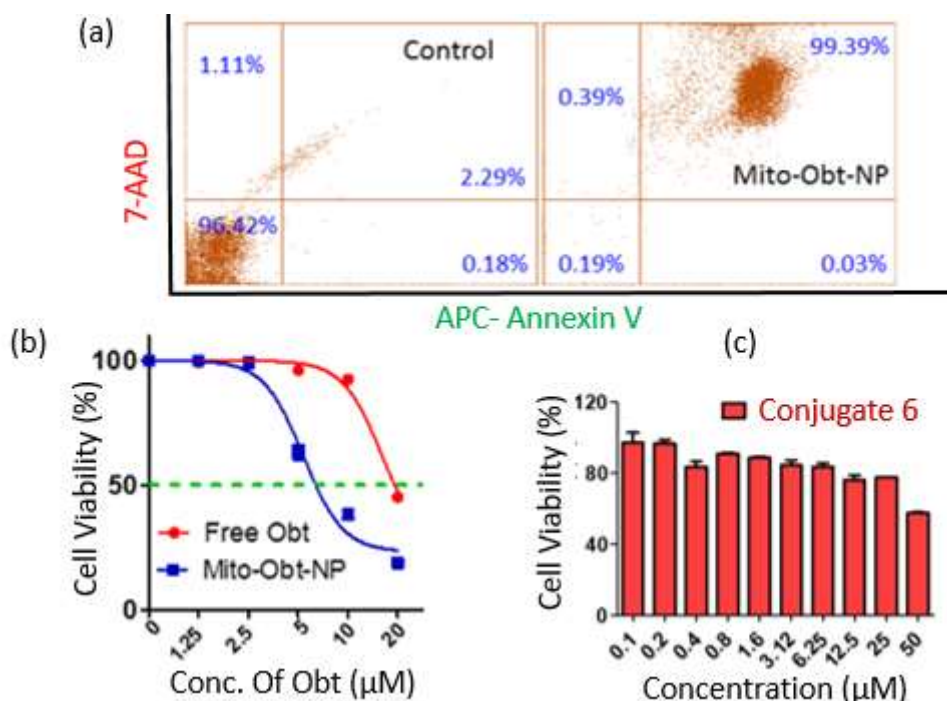 (a)
Control
1.11%
2.29%
96.42%
0.18%
99.39%
0.39%
Mito-Obt-NP
0.19%
0.03%
7-AAD
APC- Annexin V
(b)
Cell Viability (%)
100
50
0
Free Obt
Mito-Obt-NP
0 1.25 2.5 5 10 20
Conc. Of Obt (µM)
(c)
Cell Viability (%)
120
80
40
0
Conjugate 6
0.1 0.2 0.4 0.8 1.6 3.12 6.25 12.5 25 50
Concentration (µM)